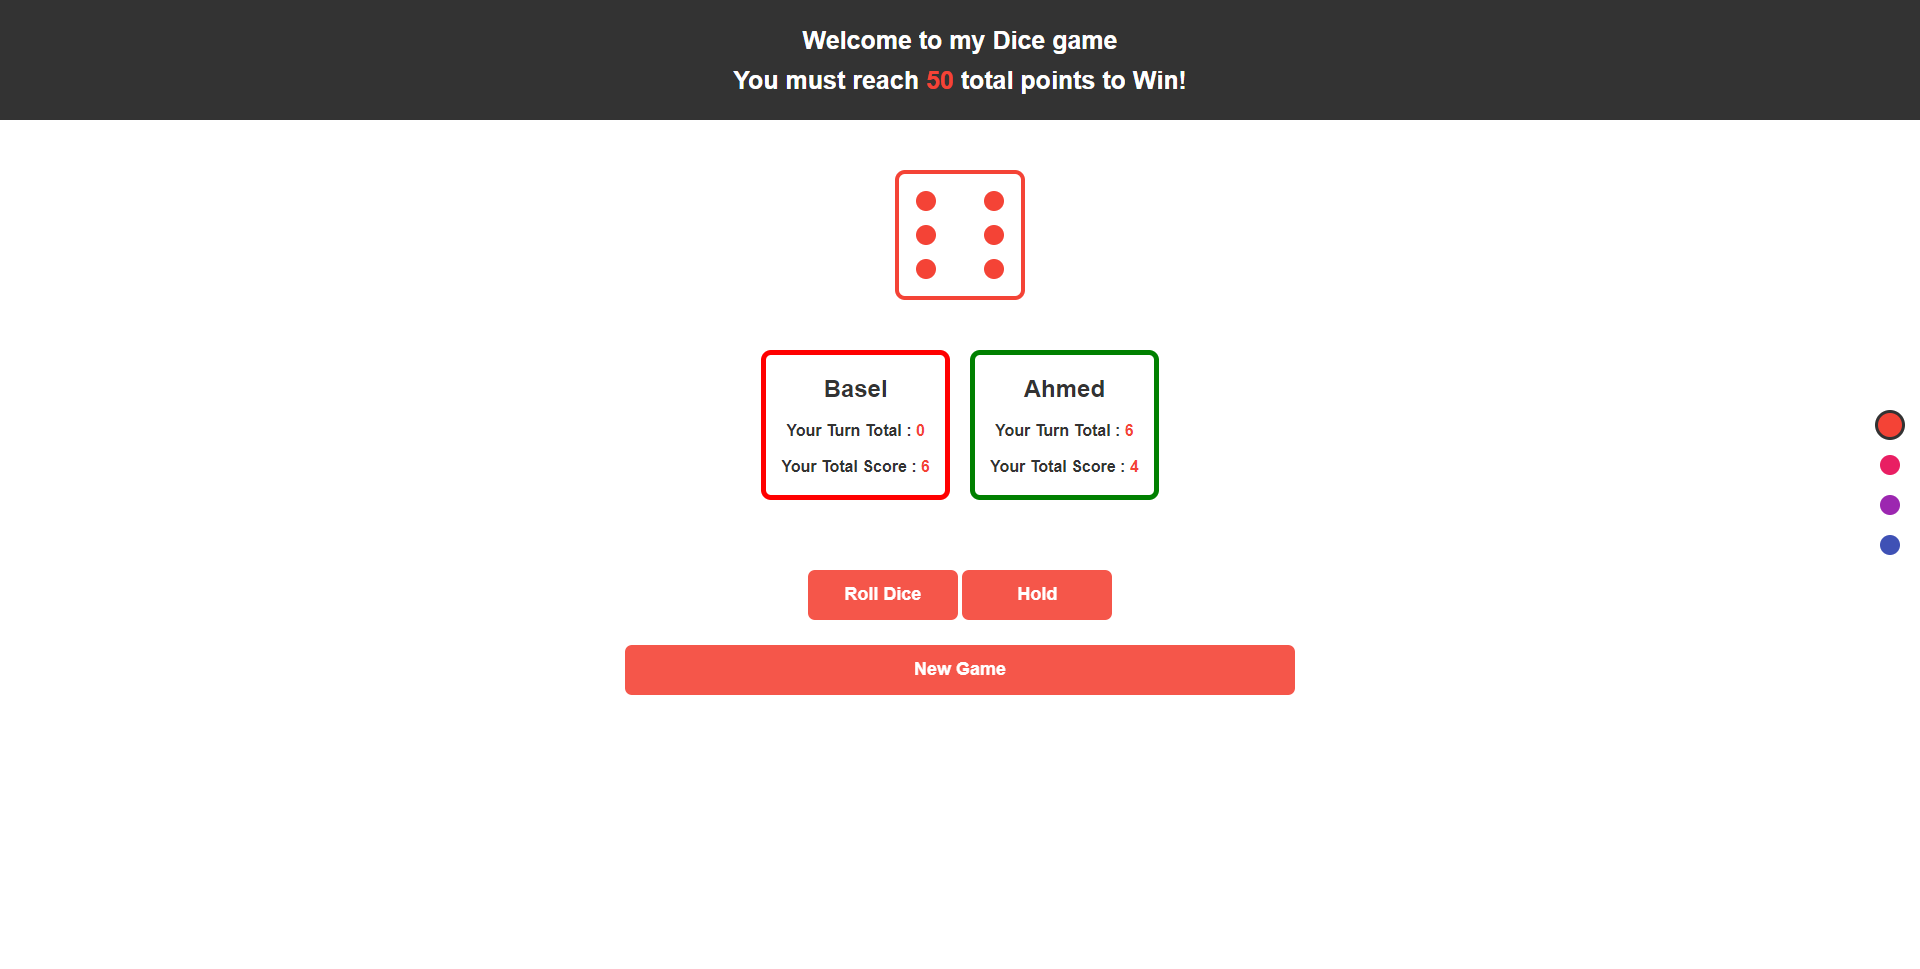 Welcome to my Dice game
You must reach 50 total points to Win!
Basel
Your Turn Total : 0
Your Total Score : 6
Ahmed
Your Turn Total : 6
Your Total Score : 4
Roll Dice
Hold
New Game